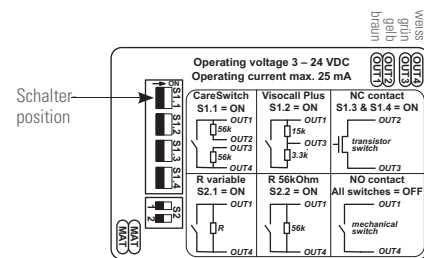 braun
gelb
grün
weiss
Operating voltage 3 – 24 VDC
Operating current max. 25 mA
OUT1
OUT2
OUT3
OUT4
Schalter-
position
ON
S1.1
S1.2
S1.3
S1.4
1
2
S2
MAT
MAT
CareSwitch
S1.1 = ON
OUT1
56k
OUT2
OUT3
56k
OUT4
Visocall Plus
S1.2 = ON
OUT1
15k
OUT3
3.3k
OUT4
NC contact
S1.3 & S1.4 = ON
OUT2
transistor
switch
OUT3
R variable
S2.1 = ON
OUT1
R
OUT4
R 56kOhm
S2.2 = ON
OUT1
56k
OUT4
NO contact
All switches = OFF
OUT1
mechanical
switch
OUT4